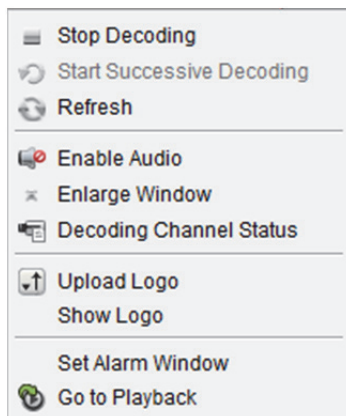 Stop Decoding
Start Successive Decoding
Refresh
Enable Audio
Enlarge Window
Decoding Channel Status
Upload Logo
Show Logo
Set Alarm Window
Go to Playback